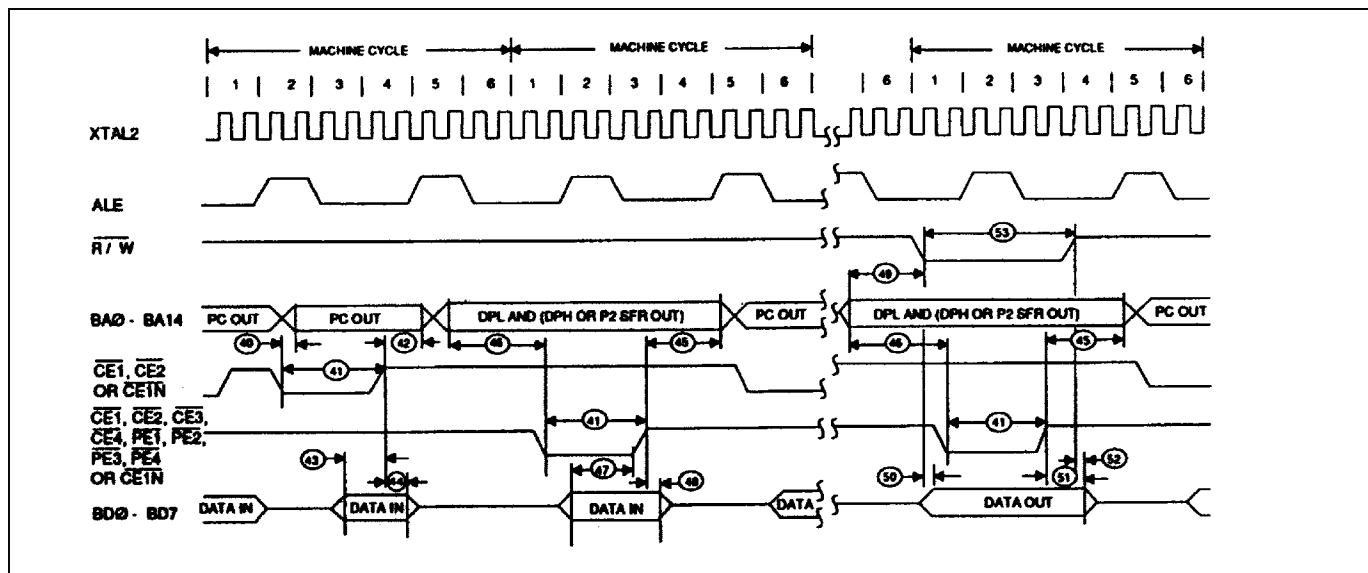 MACHINE CYCLE MACHINE CYCLE MACHINE CYCLE
1 2 3 4 5 6 1 2 3 4 5 6 6 1 2 3 4 5 6
XTAL2
ALE
R / W
53
49
BAØ - BA14 PC OUT PC OUT DPL AND (DPH OR P2 SFR OUT) PC OUT DPL AND (DPH OR P2 SFR OUT) PC OUT
40 42 46 45 46 45
CE1, CE2
OR CE1N
41
CE1, CE2, CE3,
CE4, PE1, PE2,
PE3, PE4
OR CE1N
41 41
43 44 47 48 50 51 52
BDØ - BD7 DATA IN DATA IN DATA IN DATA DATA OUT